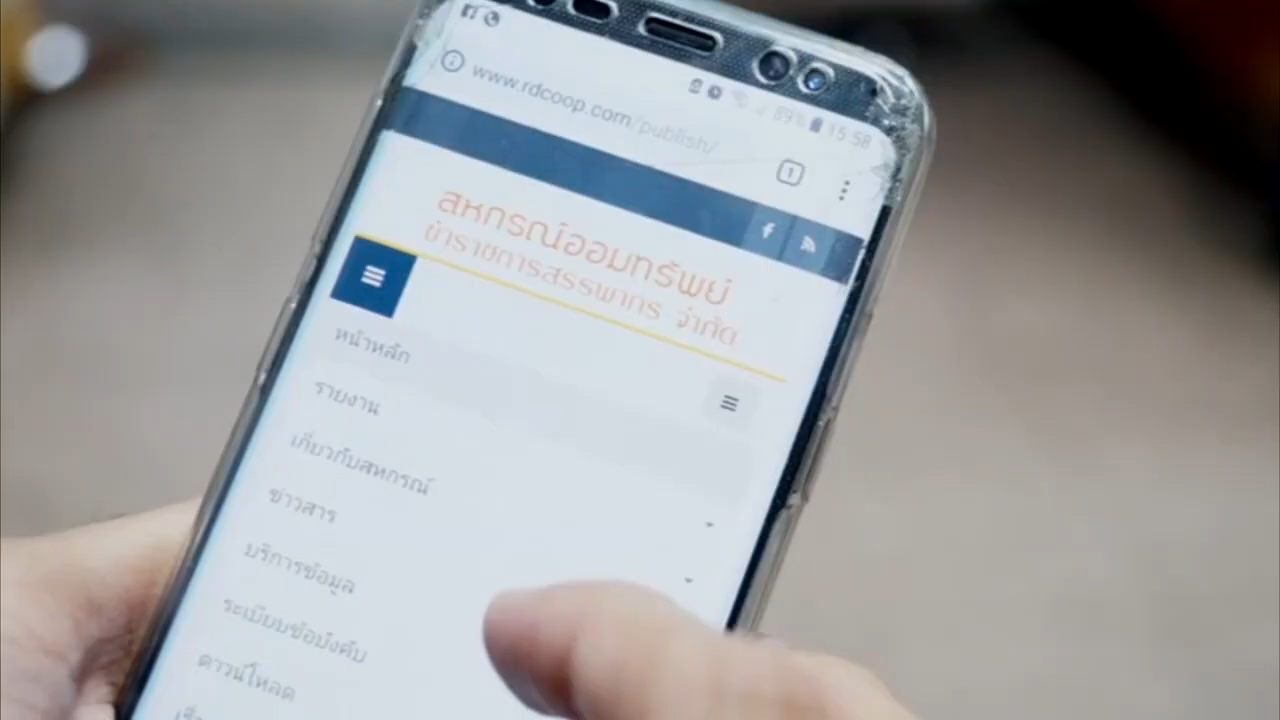 89% 15:58
www.rdcoop.com/publish/
1
สหกรณ์ออมทรัพย์
ข้าราชการสรรพากร จำกัด
หน้าหลัก
รายงาน
เกี่ยวกับสหกรณ์
ข่าวสาร
บริการข้อมูล
ระเบียบข้อบังคับ
ดาวน์โหลด